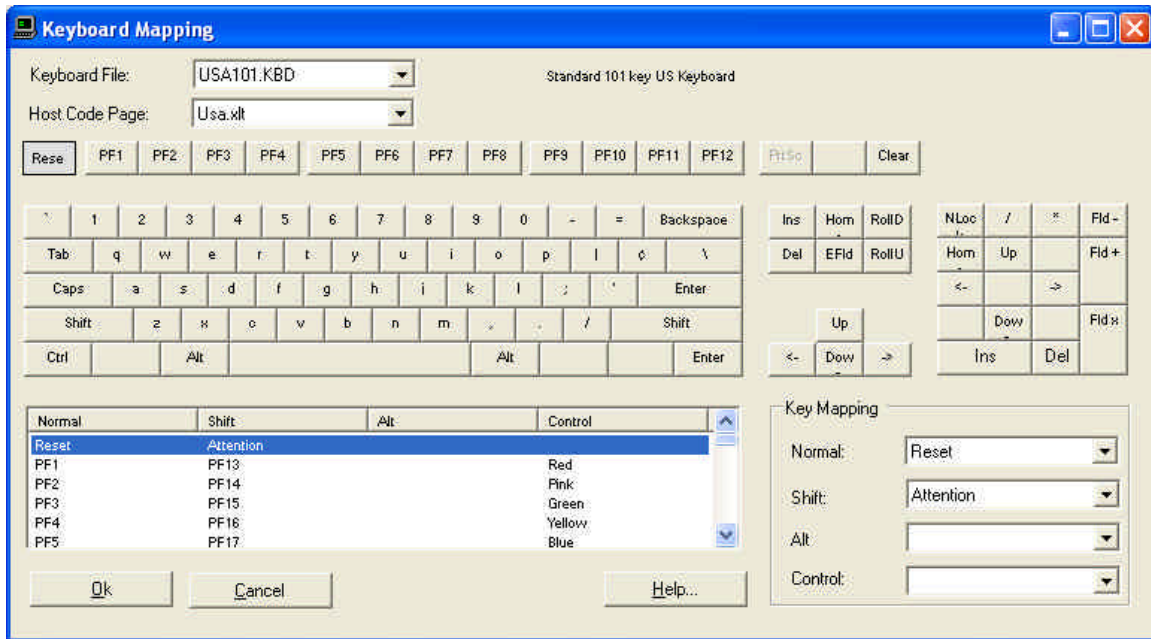 Keyboard Mapping
Keyboard File: USA101.KBD Standard 101 key US Keyboard
Host Code Page: Usa.xlt
Rese PF1 PF2 PF3 PF4 PF5 PF6 PF7 PF8 PF9 PF10 PF11 PF12 PrtSc Clear
` 1 2 3 4 5 6 7 8 9 0 - = Backspace Ins Hom RollD NLoc / * Fld -
Tab q w e r t y u i o p | ¢ \ Del EFld RollU Hom Up Fld +
Caps a s d f g h j k l ; ' Enter <- ->
Shift z x c v b n m , . / Shift Up Dow Fld x
Ctrl Alt Alt Enter <- Dow -> Ins Del
Normal Shift Alt Control
Reset Attention
PF1 PF13 Red
PF2 PF14 Pink
PF3 PF15 Green
PF4 PF16 Yellow
PF5 PF17 Blue
Key Mapping
Normal: Reset
Shift: Attention
Alt
Control:
Ok Cancel Help...